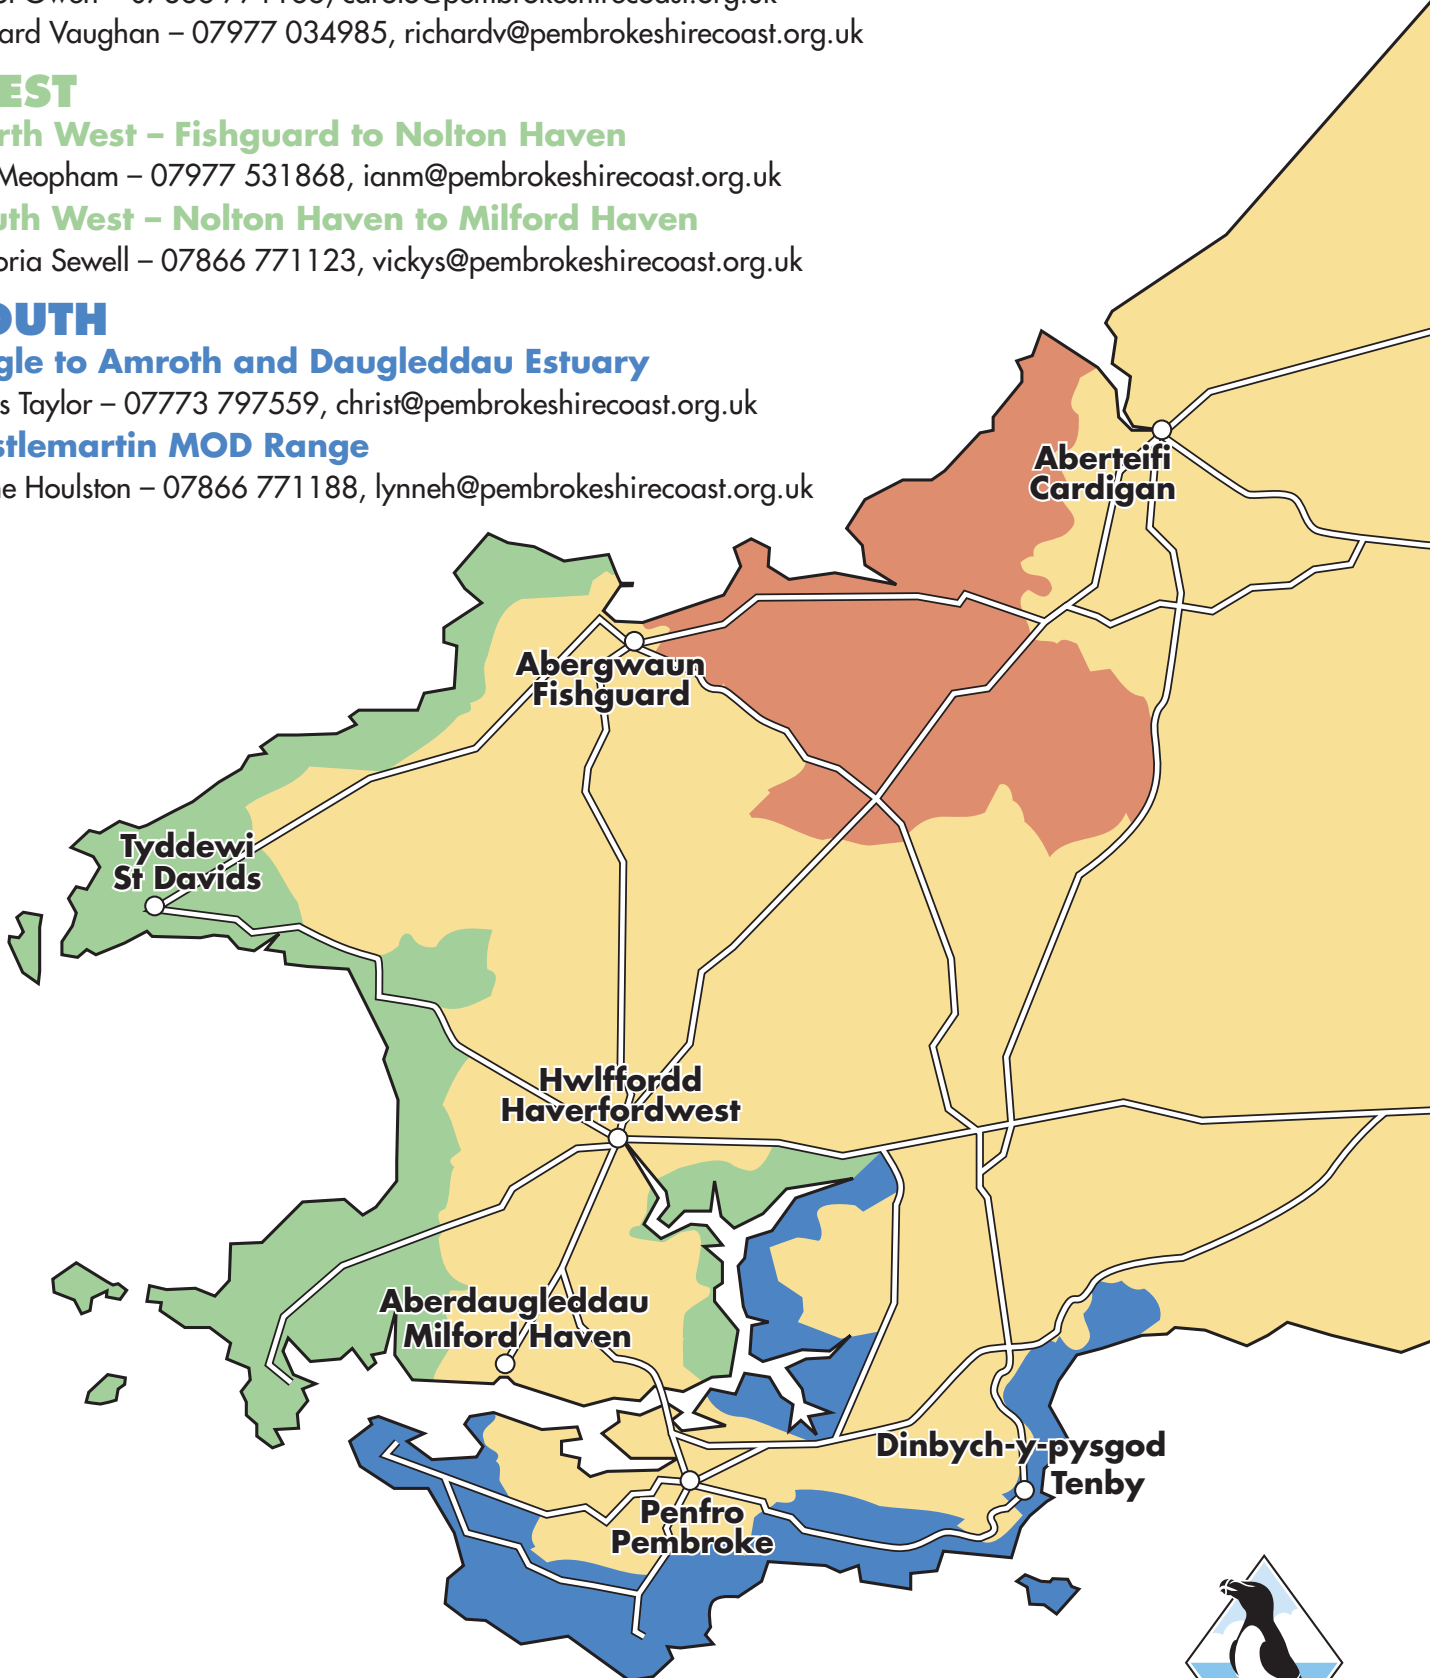 ard Vaughan – 07977 034985, richardv@pembrokeshirecoast.org.uk
EST
rth West – Fishguard to Nolton Haven
Meopham – 07977 531868, ianm@pembrokeshirecoast.org.uk
uth West – Nolton Haven to Milford Haven
oria Sewell – 07866 771123, vickys@pembrokeshirecoast.org.uk
OUTH
gle to Amroth and Daugleddau Estuary
s Taylor – 07773 797559, christ@pembrokeshirecoast.org.uk
stlemartin MOD Range
ne Houlston – 07866 771188, lynneh@pembrokeshirecoast.org.uk
Aberteifi
Cardigan
Abergwaun
Fishguard
Tyddewi
St Davids
Hwlffordd
Haverfordwest
Aberdaugleddau
Milford Haven
Dinbych-y-pysgod
Tenby
Penfro
Pembroke